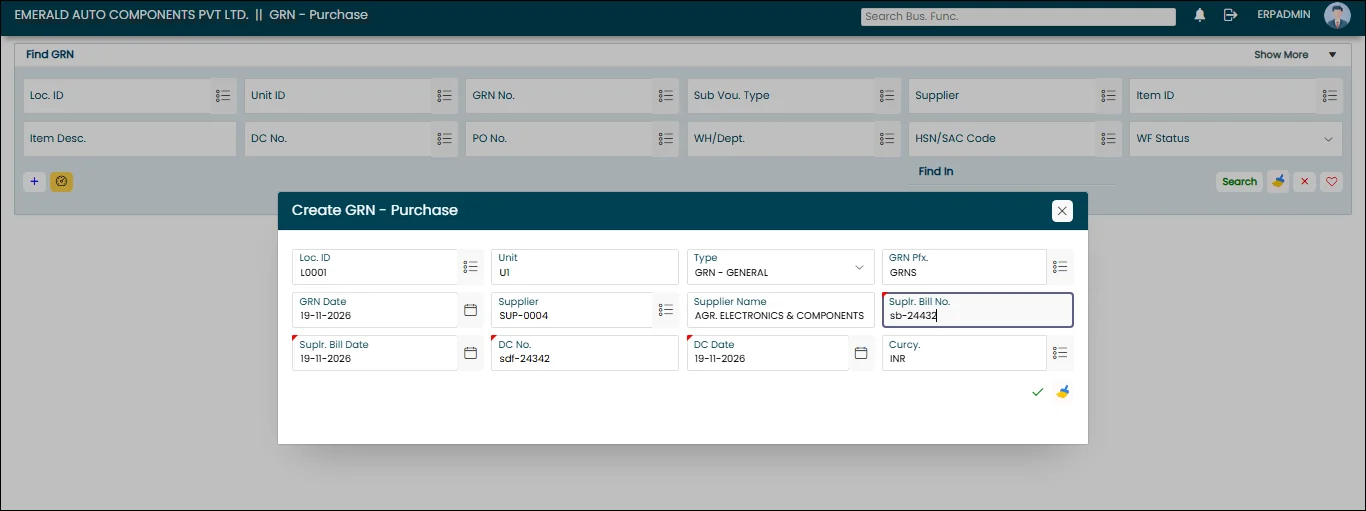 EMERALD AUTO COMPONENTS PVT LTD. || GRN - Purchase
Search Bus. Func.
ERPADMIN
Find GRN
Show More
Loc. ID
Unit ID
GRN No.
Sub Vou. Type
Supplier
Item ID
Item Desc.
DC No.
PO No.
WH/Dept.
HSN/SAC Code
WF Status
Find In
Search
Create GRN - Purchase
Loc. ID
L0001
Unit
U1
Type
GRN - GENERAL
GRN Pfx.
GRNS
GRN Date
19-11-2026
Supplier
SUP-0004
Supplier Name
AGR. ELECTRONICS & COMPONENTS
Suplr. Bill No.
sb-24432
Suplr. Bill Date
19-11-2026
DC No.
sdf-24342
DC Date
19-11-2026
Curcy.
INR